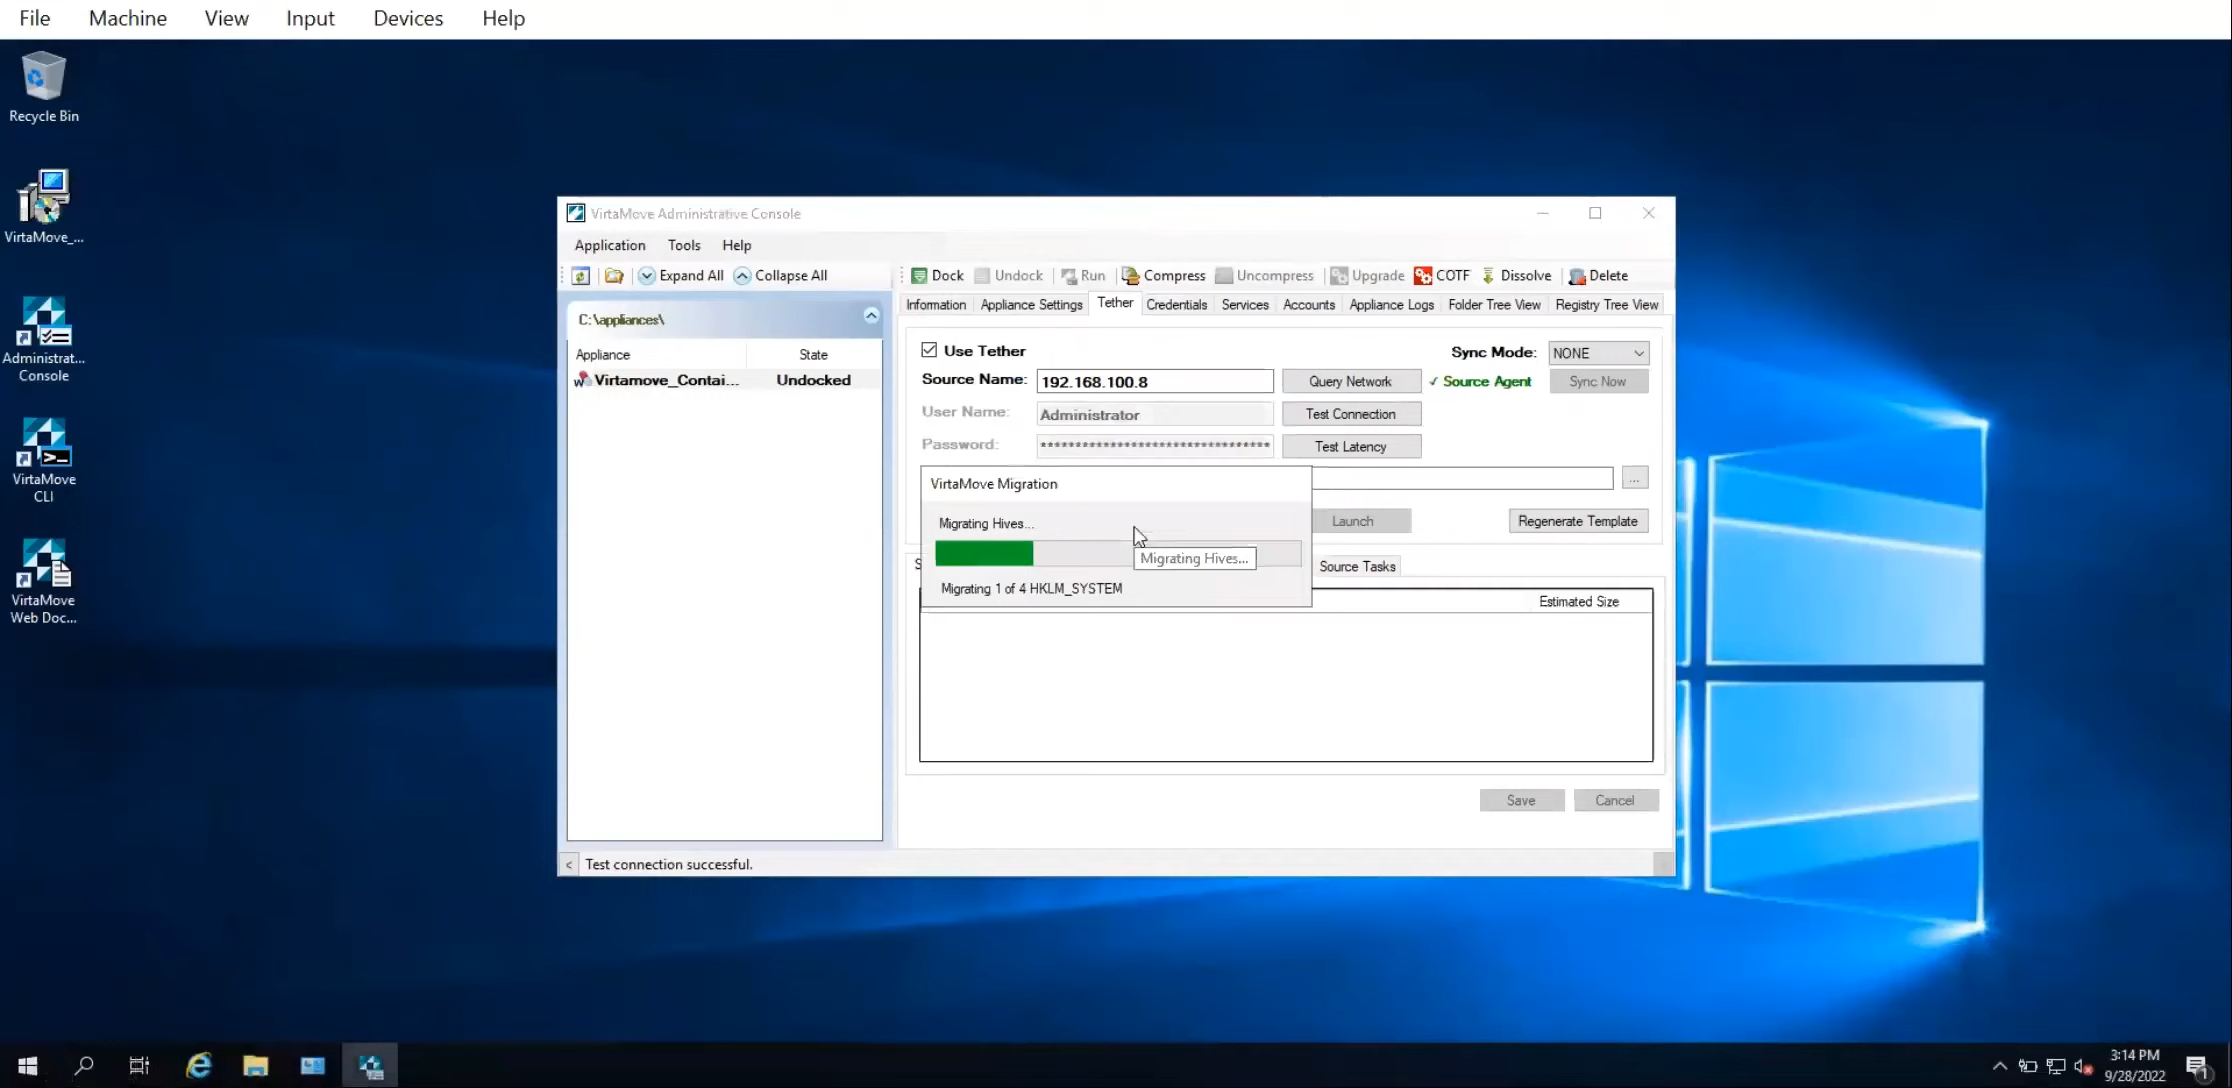 File Machine View Input Devices Help
Recycle Bin
VirtaMove_...
Administrat...
Console
VirtaMove
CLI
VirtaMove
Web Doc...
VirtaMove Administrative Console
Application Tools Help
Expand All Collapse All
Dock Undock Run Compress Uncompress Upgrade COTF Dissolve Delete
C:\appliances\
Appliance State
Virtamove_Contai... Undocked
Information Appliance Settings Tether Credentials Services Accounts Appliance Logs Folder Tree View Registry Tree View
Use Tether
Sync Mode: NONE
Source Name: 192.168.100.8 Query Network ✓ Source Agent Sync Now
User Name: Administrator Test Connection
Password: ********************************* Test Latency
...
VirtaMove Migration
Migrating Hives...
Migrating Hives...
Migrating 1 of 4 HKLM_SYSTEM
Launch Regenerate Template
Source Tasks
Estimated Size
Save Cancel
< Test connection successful.
3:14 PM
9/28/2022
1